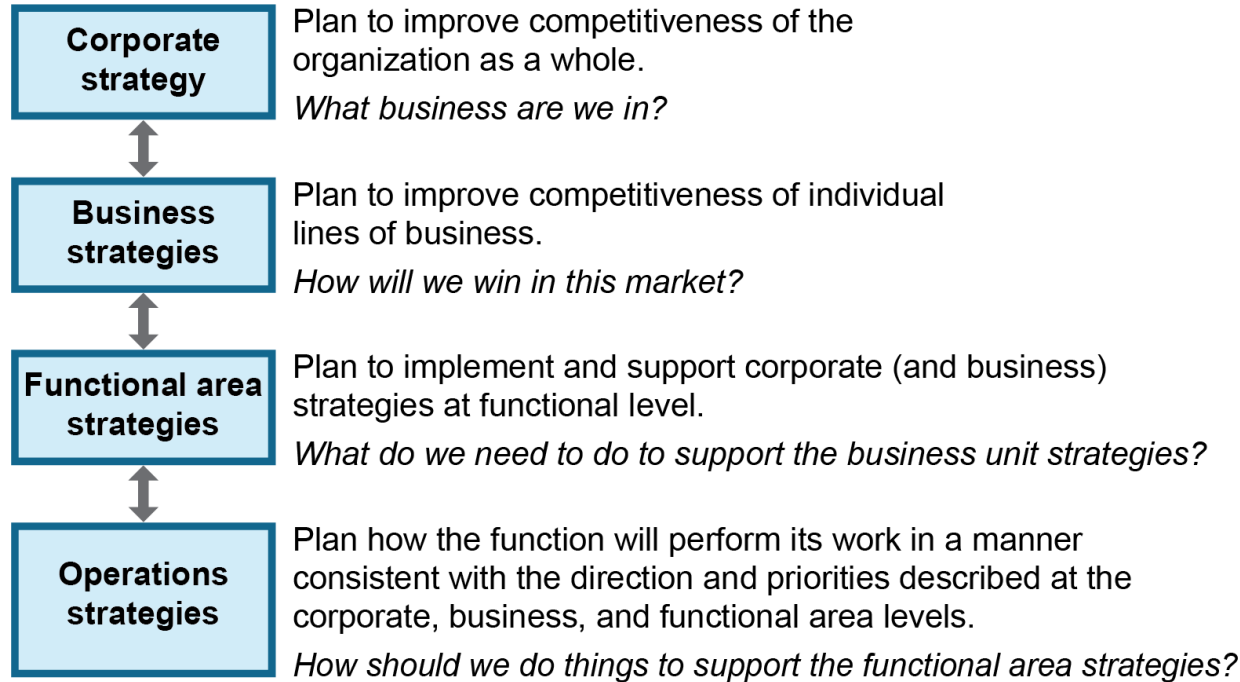 Corporate
strategy
Plan to improve competitiveness of the
organization as a whole.
What business are we in?
Business
strategies
Plan to improve competitiveness of individual
lines of business.
How will we win in this market?
Functional area
strategies
Plan to implement and support corporate (and business)
strategies at functional level.
What do we need to do to support the business unit strategies?
Operations
strategies
Plan how the function will perform its work in a manner
consistent with the direction and priorities described at the
corporate, business, and functional area levels.
How should we do things to support the functional area strategies?